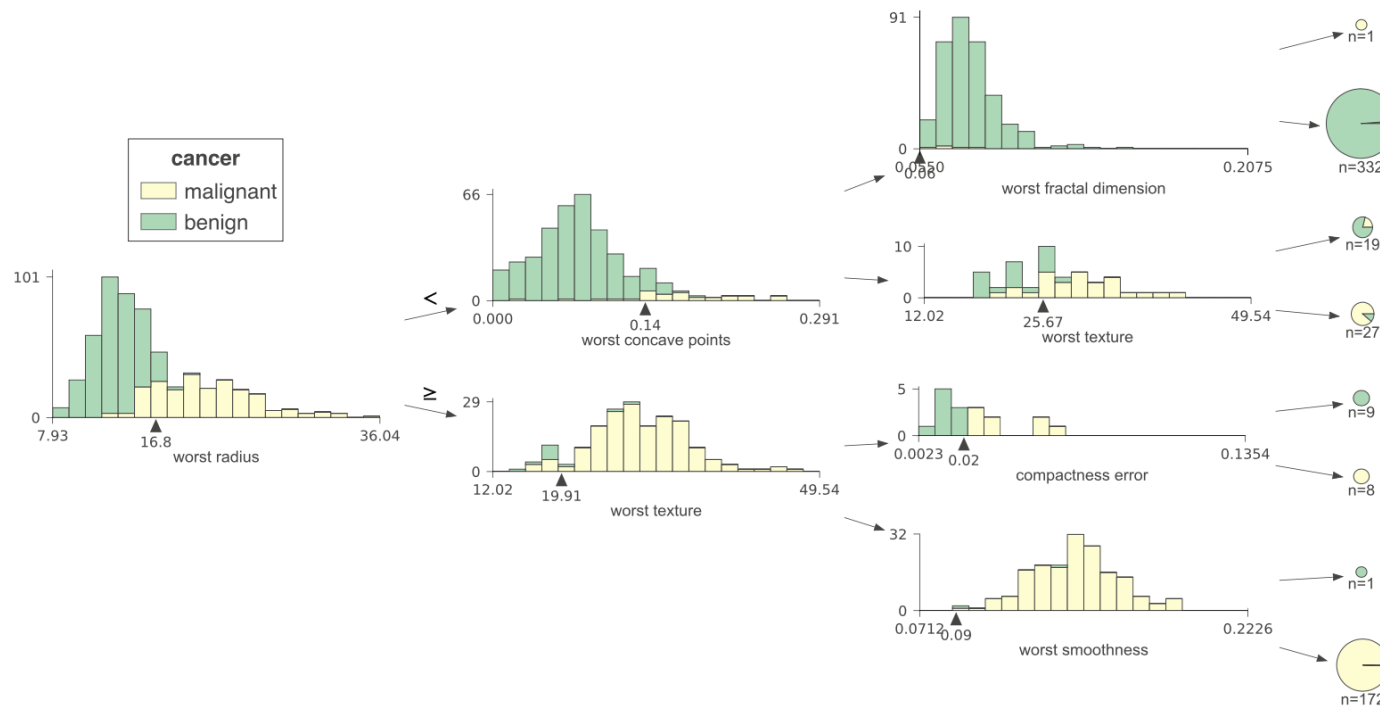 cancer
malignant
benign
101
0
7.93
16.8
36.04
worst radius
<
≥
66
0
0.000
0.14
0.291
worst concave points
29
0
12.02
19.91
49.54
worst texture
91
0
0.0550
0.06
0.2075
worst fractal dimension
10
0
12.02
25.67
49.54
worst texture
5
0
0.0023
0.02
0.1354
compactness error
32
0
0.0712
0.09
0.2226
worst smoothness
n=1
n=332
n=19
n=27
n=9
n=8
n=1
n=172